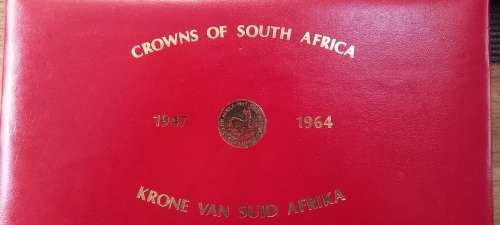 CROWNS OF SOUTH AFRICA
1947 1964
KRONE VAN SUID AFRIKA